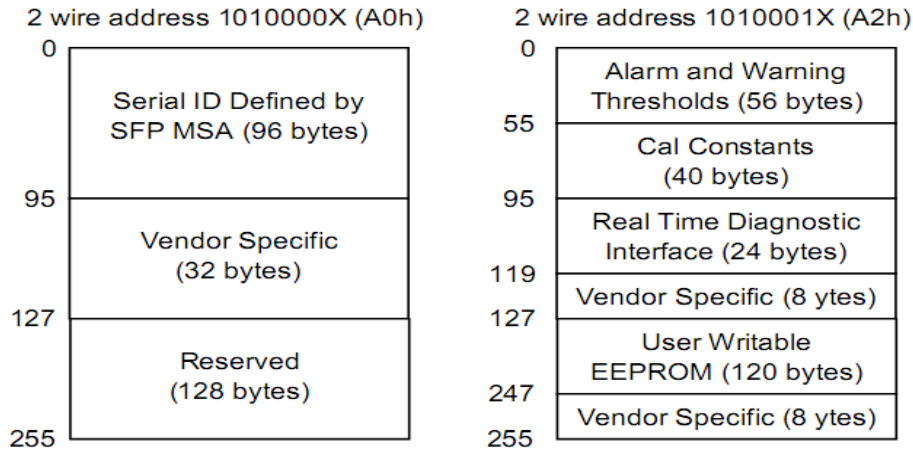 2 wire address 1010000X (A0h)
0
Serial ID Defined by
SFP MSA (96 bytes)
95
Vendor Specific
(32 bytes)
127
Reserved
(128 bytes)
255
2 wire address 1010001X (A2h)
0
Alarm and Warning
Thresholds (56 bytes)
55
Cal Constants
(40 bytes)
95
Real Time Diagnostic
Interface (24 bytes)
119
Vendor Specific (8 ytes)
127
User Writable
EEPROM (120 bytes)
247
Vendor Specific (8 ytes)
255